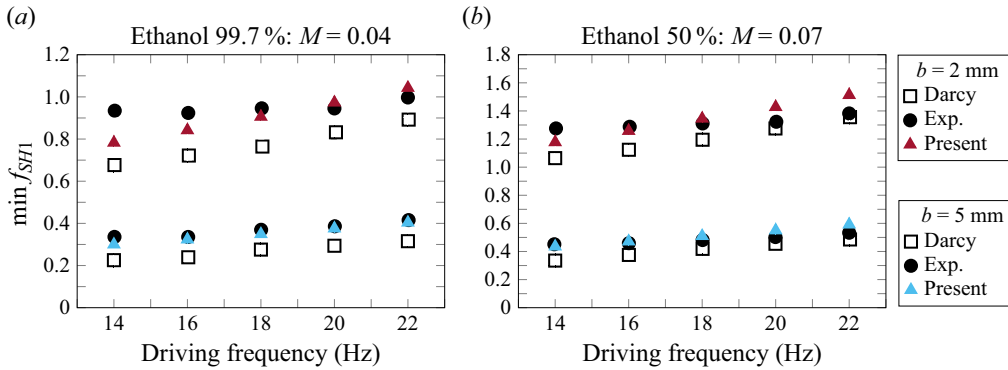 (a)
Ethanol 99.7 %: M = 0.04
1.2
1.0
0.8
0.6
0.4
0.2
0
min f_SH1
14 16 18 20 22
Driving frequency (Hz)
(b)
Ethanol 50 %: M = 0.07
1.8
1.6
1.4
1.2
1.0
0.8
0.6
0.4
0.2
0
14 16 18 20 22
Driving frequency (Hz)
b = 2 mm
Darcy
Exp.
Present
b = 5 mm
Darcy
Exp.
Present